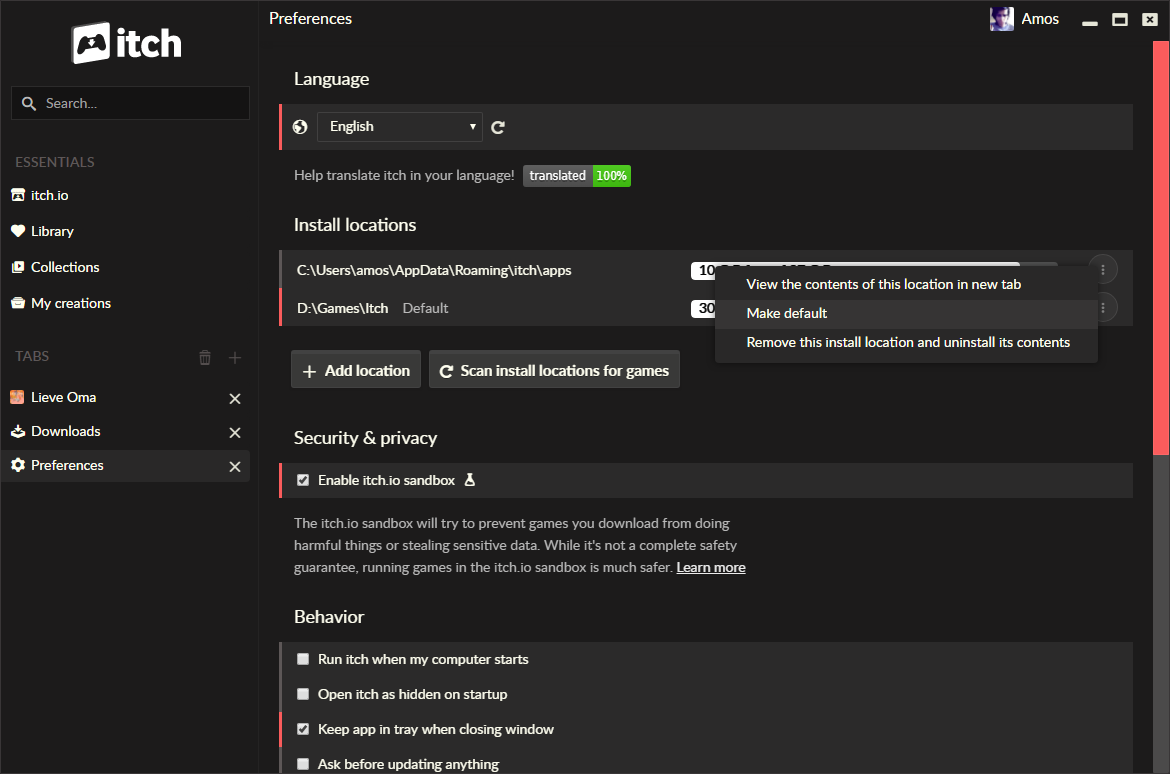 itch
Search...
ESSENTIALS
itch.io
Library
Collections
My creations
TABS
Lieve Oma
Downloads
Preferences
Preferences
Amos
Language
English
Help translate itch in your language! translated 100%
Install locations
C:\Users\amos\AppData\Roaming\itch\apps
D:\Games\Itch Default
30
View the contents of this location in new tab
Make default
Remove this install location and uninstall its contents
Add location
Scan install locations for games
Security & privacy
Enable itch.io sandbox
The itch.io sandbox will try to prevent games you download from doing
harmful things or stealing sensitive data. While it's not a complete safety
guarantee, running games in the itch.io sandbox is much safer. Learn more
Behavior
Run itch when my computer starts
Open itch as hidden on startup
Keep app in tray when closing window
Ask before updating anything